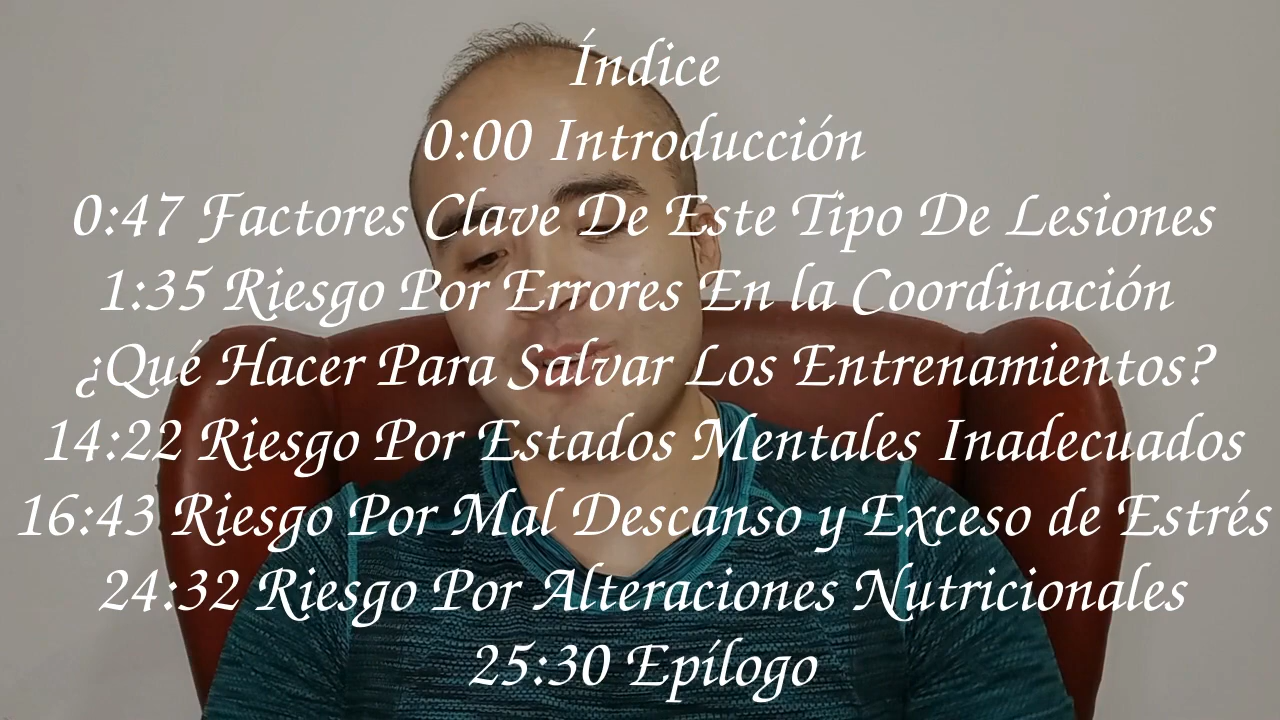 Índice
0:00 Introducción
0:47 Factores Clave De Este Tipo De Lesiones
1:35 Riesgo Por Errores En la Coordinación
¿Qué Hacer Para Salvar Los Entrenamientos?
14:22 Riesgo Por Estados Mentales Inadecuados
16:43 Riesgo Por Mal Descanso y Exceso de Estrés
24:32 Riesgo Por Alteraciones Nutricionales
25:30 Epílogo